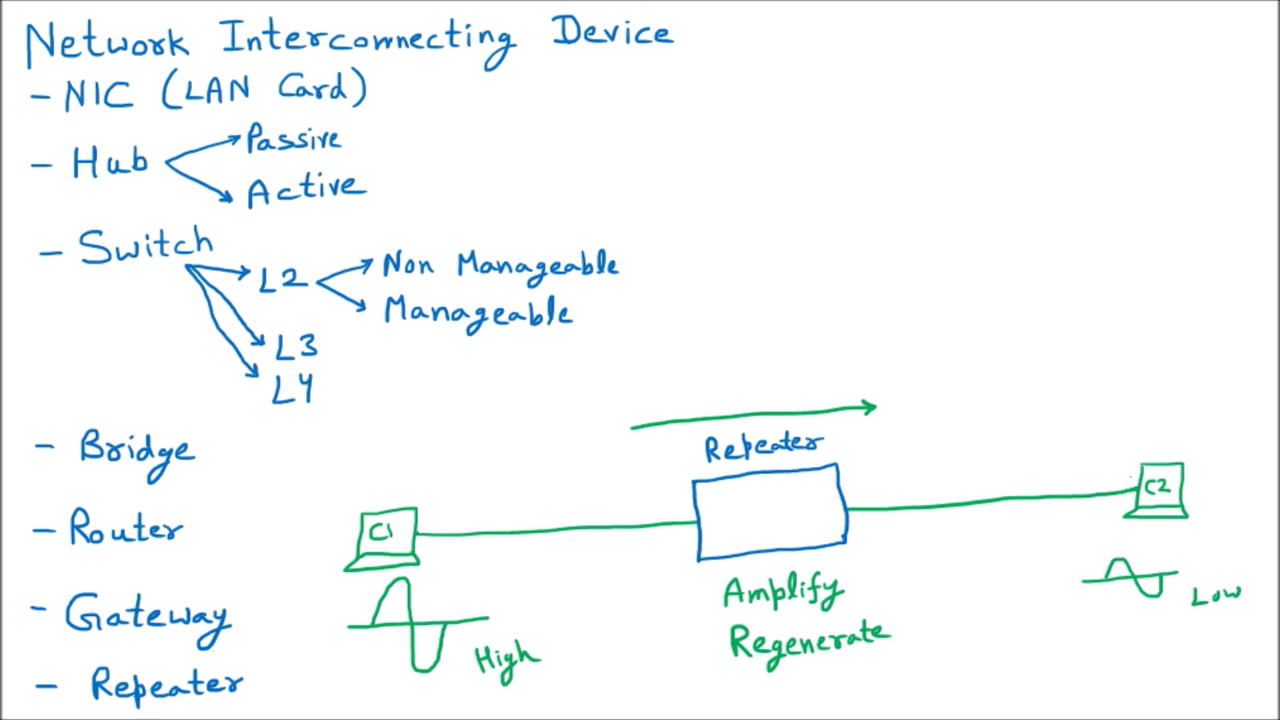 Network Interconnecting Device
- NIC (LAN Card)
- Hub
Passive
Active
- Switch
L2
Non Manageable
Manageable
L3
L4
- Bridge
- Router
- Gateway
- Repeater
Repeater
C1
C2
Amplify
Regenerate
High
Low